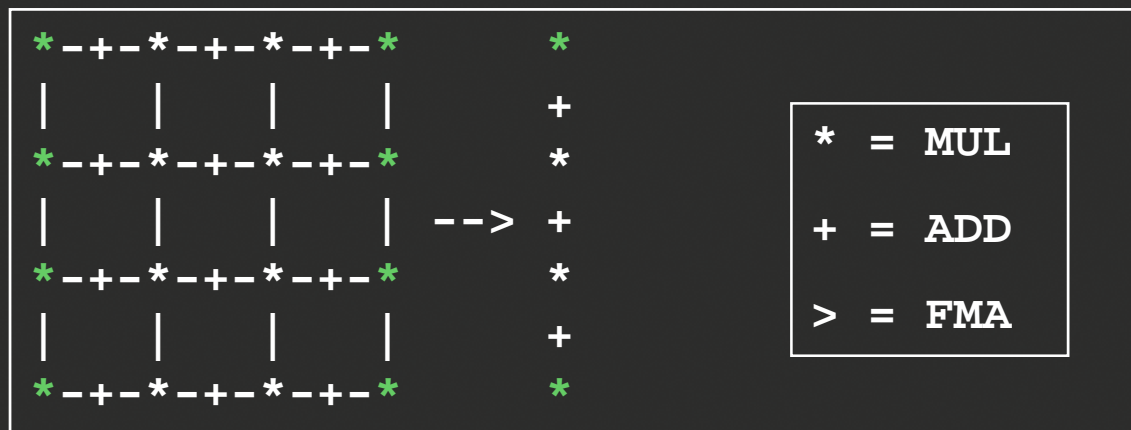 *-+-*-+-*-+-* *
| | | | +
*-+-*-+-*-+-* *
| | | | --> +
*-+-*-+-*-+-* *
| | | | +
*-+-*-+-*-+-* *
* = MUL
+ = ADD
> = FMA